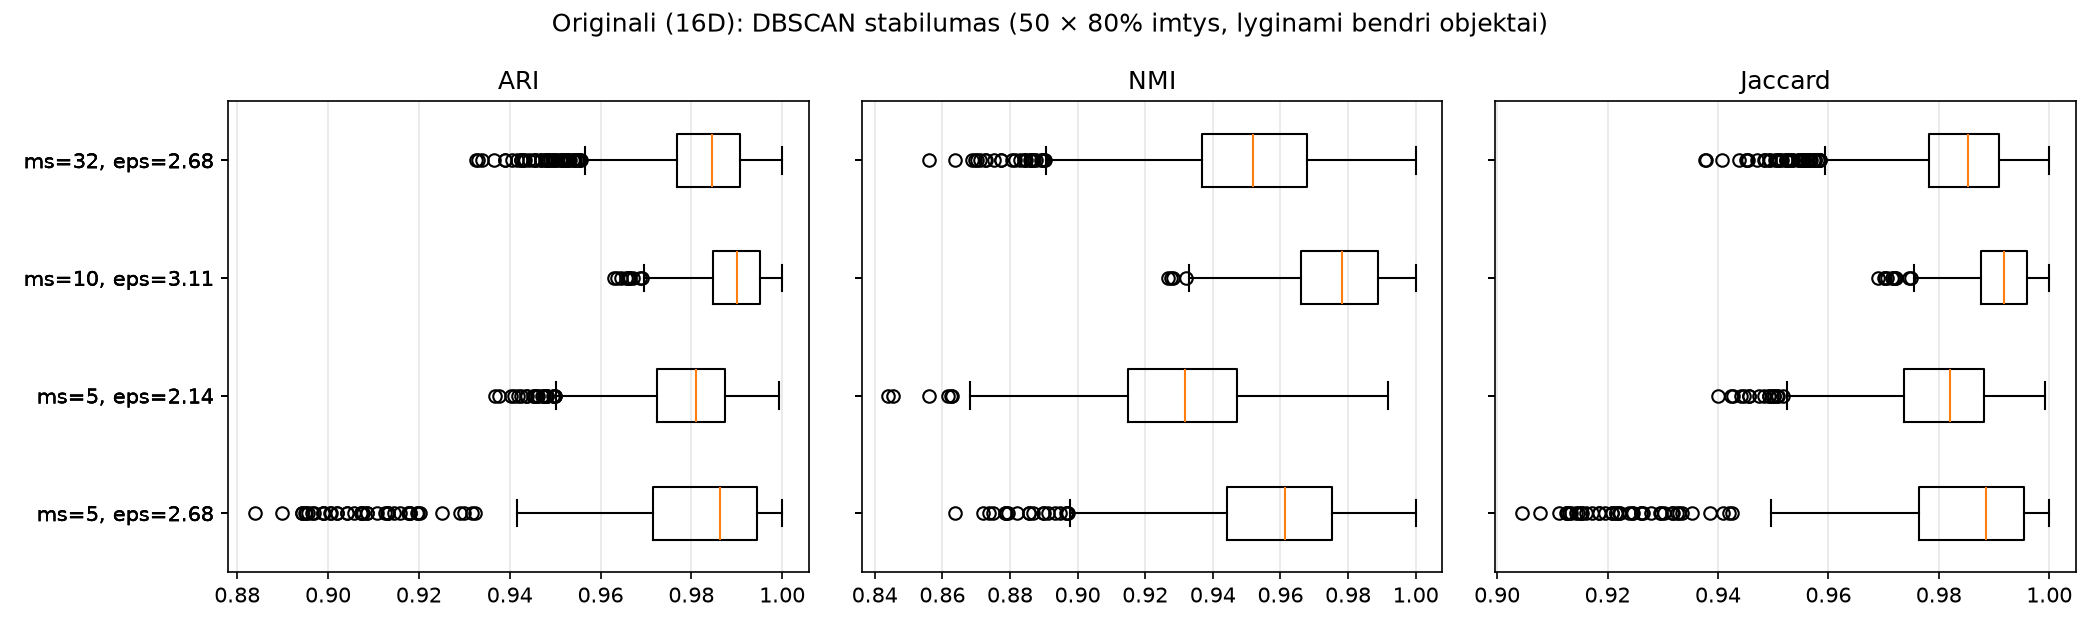 Originali (16D): DBSCAN stabilumas (50 × 80% imtys, lyginami bendri objektai)
ARI
NMI
Jaccard
ms=32, eps=2.68
ms=10, eps=3.11
ms=5, eps=2.14
ms=5, eps=2.68
0.88 0.90 0.92 0.94 0.96 0.98 1.00
0.84 0.86 0.88 0.90 0.92 0.94 0.96 0.98 1.00
0.90 0.92 0.94 0.96 0.98 1.00